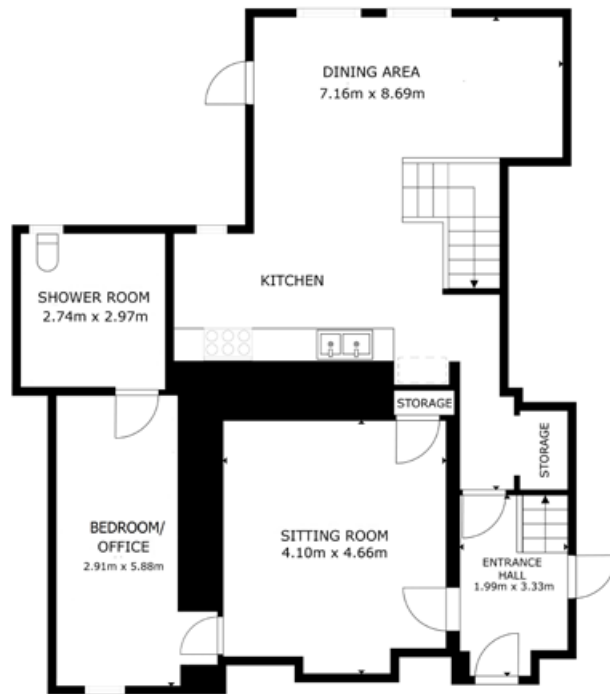 DINING AREA
7.16m x 8.69m
KITCHEN
SHOWER ROOM
2.74m x 2.97m
STORAGE
STORAGE
BEDROOM/
OFFICE
2.91m x 5.88m
SITTING ROOM
4.10m x 4.66m
ENTRANCE
HALL
1.99m x 3.33m